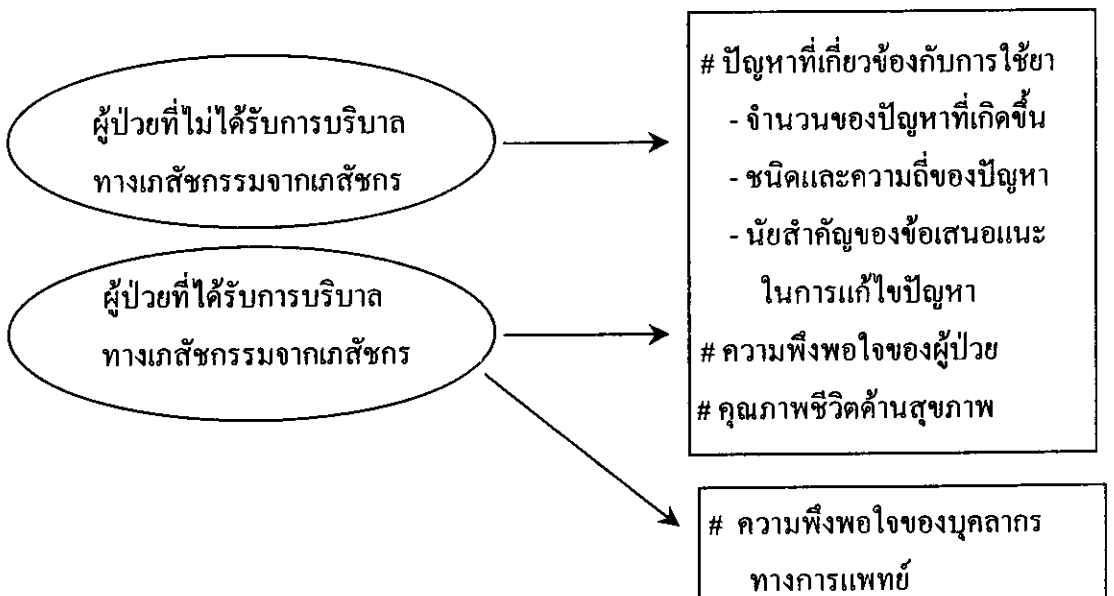 ผู้ป่วยที่ไม่ได้รับการบริบาล
ทางเภสัชกรรมจากเภสัชกร
ผู้ป่วยที่ได้รับการบริบาล
ทางเภสัชกรรมจากเภสัชกร
# ปัญหาที่เกี่ยวข้องกับการใช้ยา
- จำนวนของปัญหาที่เกิดขึ้น
- ชนิดและความถี่ของปัญหา
- นัยสำคัญของข้อเสนอแนะ
ในการแก้ไขปัญหา
# ความพึงพอใจของผู้ป่วย
# คุณภาพชีวิตด้านสุขภาพ
# ความพึงพอใจของบุคลากร
ทางการแพทย์